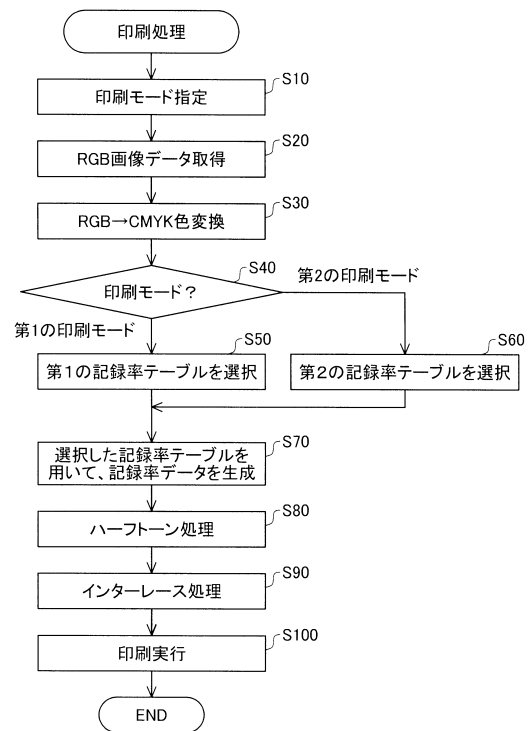 印刷処理
S10
印刷モード指定
S20
RGB画像データ取得
S30
RGB→CMYK色変換
S40
印刷モード？
第2の印刷モード
第1の印刷モード
S50
第1の記録率テーブルを選択
S60
第2の記録率テーブルを選択
S70
選択した記録率テーブルを
用いて、記録率データを生成
S80
ハーフトーン処理
S90
インターレース処理
S100
印刷実行
END